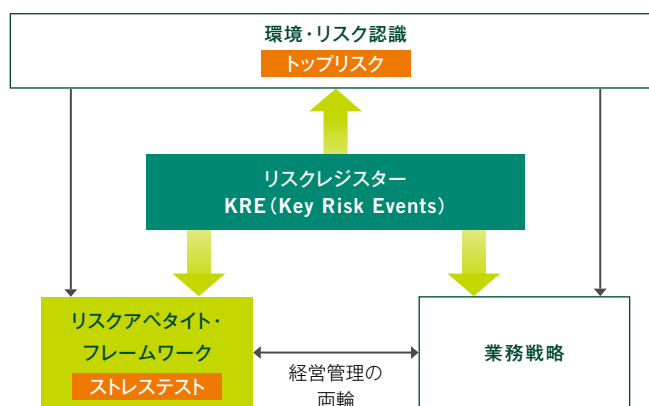 環境・リスク認識
トップリスク
リスクレジスター
KRE（Key Risk Events）
リスクアペタイト・
フレームワーク
ストレステスト
経営管理の
両輪
業務戦略